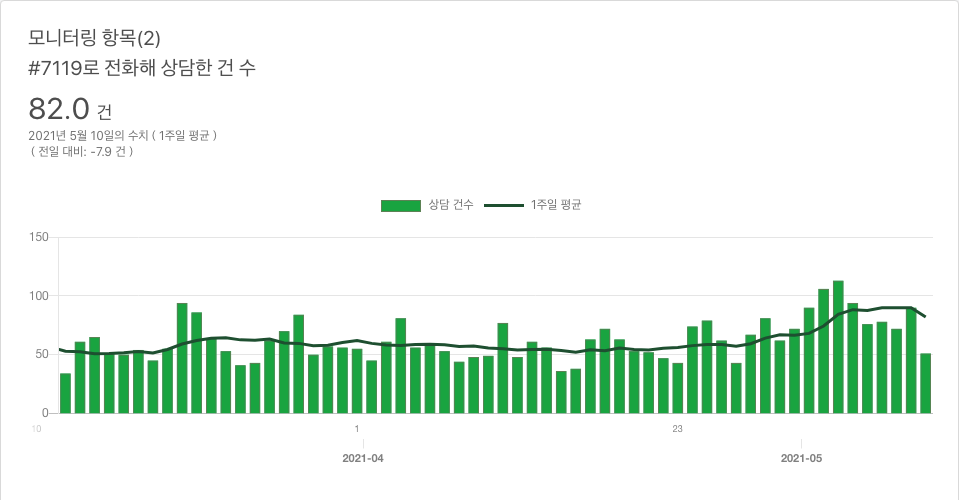 모니터링 항목(2)
#7119로 전화해 상담한 건 수
82.0 건
2021년 5월 10일의 수치 ( 1주일 평균 )
( 전일 대비: -7.9 건 )
상담 건수 1주일 평균
150
100
50
0
10 1 23
2021-04 2021-05